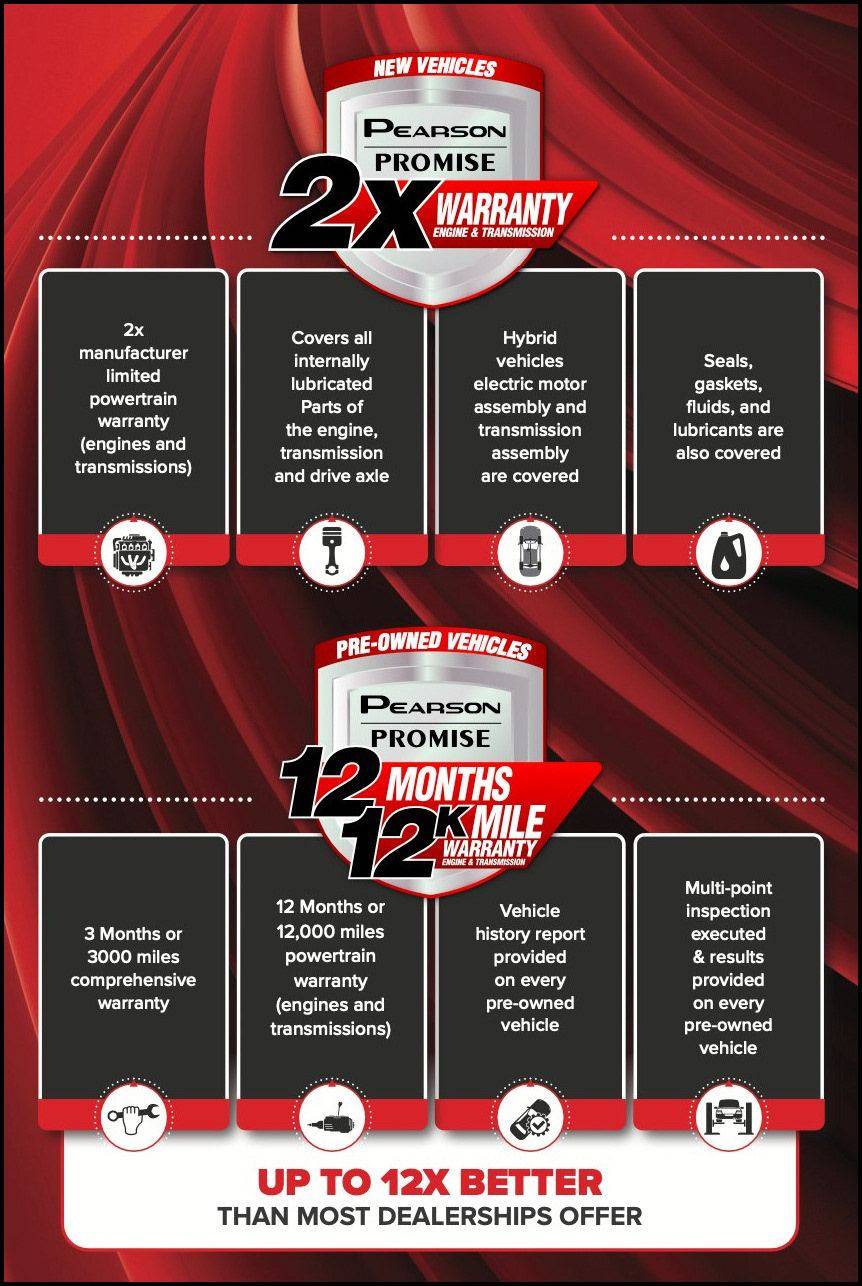 NEW VEHICLES
PEARSON
PROMISE
2X WARRANTY
ENGINE & TRANSMISSION
2x
manufacturer
limited
powertrain
warranty
(engines and
transmissions)
Covers all
internally
lubricated
Parts of
the engine,
transmission
and drive axle
Hybrid
vehicles
electric motor
assembly and
transmission
assembly
are covered
Seals,
gaskets,
fluids, and
lubricants are
also covered
PRE-OWNED VEHICLES
PEARSON
PROMISE
12 MONTHS
12K MILE
WARRANTY
ENGINE & TRANSMISSION
3 Months or
3000 miles
comprehensive
warranty
12 Months or
12,000 miles
powertrain
warranty
(engines and
transmissions)
Vehicle
history report
provided
on every
pre-owned
vehicle
Multi-point
inspection
executed
& results
provided
on every
pre-owned
vehicle
UP TO 12X BETTER
THAN MOST DEALERSHIPS OFFER